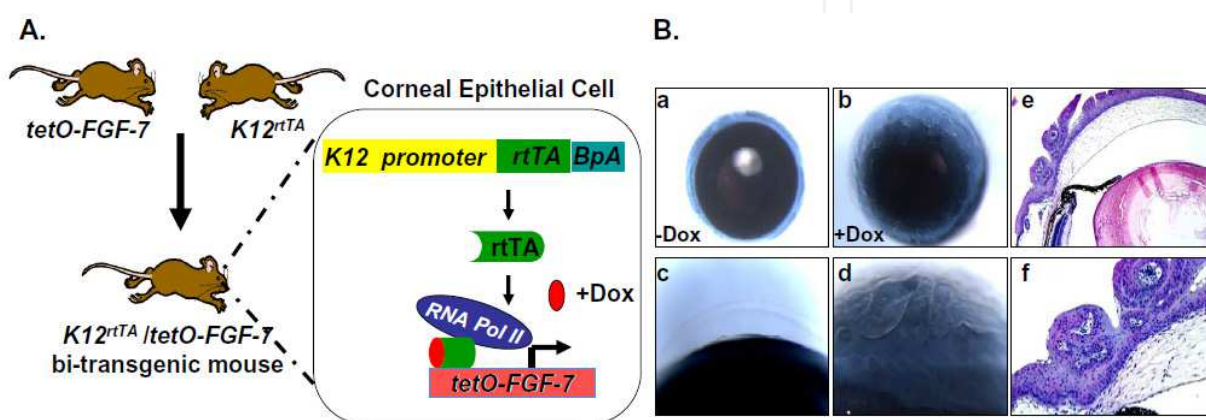 A.
tetO-FGF-7
K12rtTA
K12rtTA /tetO-FGF-7
bi-transgenic mouse
Corneal Epithelial Cell
K12 promoter rtTA BpA
rtTA
+Dox
RNA Pol II
tetO-FGF-7
B.
a
-Dox
b
+Dox
e
c
d
f